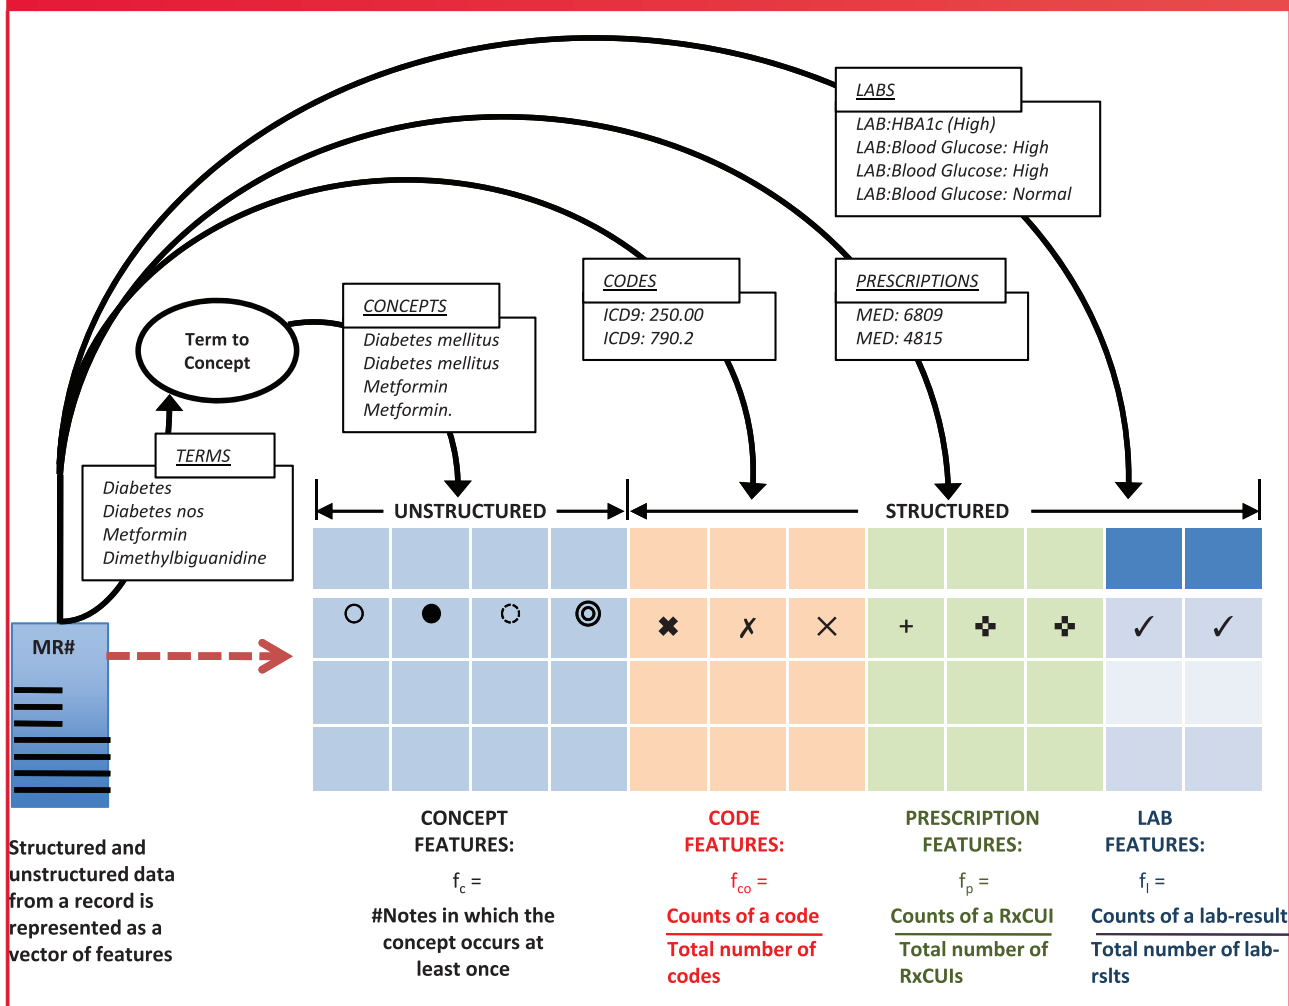 LABS
LAB:HBA1c (High)
LAB:Blood Glucose: High
LAB:Blood Glucose: High
LAB:Blood Glucose: Normal
CODES
ICD9: 250.00
ICD9: 790.2
PRESCRIPTIONS
MED: 6809
MED: 4815
CONCEPTS
Diabetes mellitus
Diabetes mellitus
Metformin
Metformin.
Term to
Concept
TERMS
Diabetes
Diabetes nos
Metformin
Dimethylbiguanidine
UNSTRUCTURED
STRUCTURED
MR#
Structured and
unstructured data
from a record is
represented as a
vector of features
CONCEPT
FEATURES:
fc =
#Notes in which the
concept occurs at
least once
CODE
FEATURES:
fco =
Counts of a code
Total number of
codes
PRESCRIPTION
FEATURES:
fp =
Counts of a RxCUI
Total number of
RxCUIs
LAB
FEATURES:
fl =
Counts of a lab-result
Total number of lab-
rslts